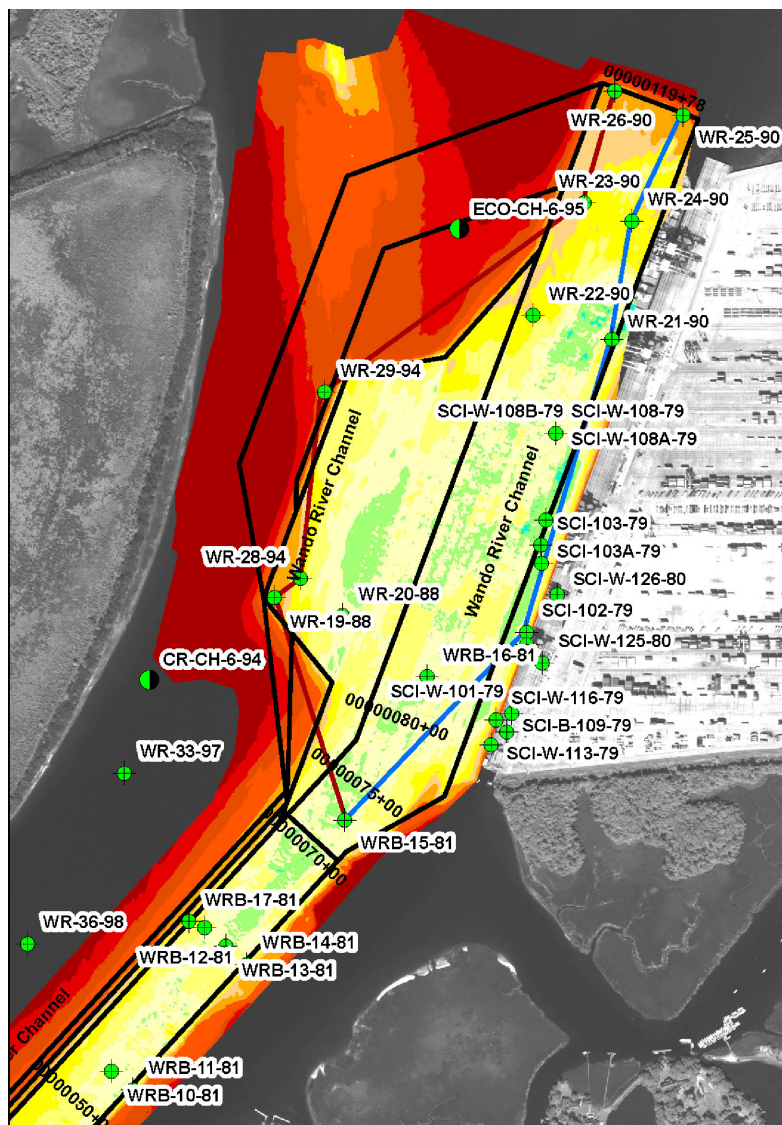 00000119+78
WR-26-90
WR-25-90
WR-23-90
ECO-CH-6-95
WR-24-90
WR-22-90
WR-21-90
WR-29-94
SCI-W-108B-79
SCI-W-108-79
SCI-W-108A-79
Wando River Channel
Wando River Channel
SCI-103-79
SCI-103A-79
WR-28-94
SCI-W-126-80
WR-20-88
SCI-102-79
WR-19-88
SCI-W-125-80
WRB-16-81
CR-CH-6-94
SCI-W-101-79
SCI-W-116-79
00000080+00
SCI-B-109-79
WR-33-97
SCI-W-113-79
00000075+00
00000070+00
WRB-15-81
WRB-17-81
WR-36-98
WRB-14-81
WRB-12-81
WRB-13-81
er Channel
WRB-11-81
00000050+0
WRB-10-81